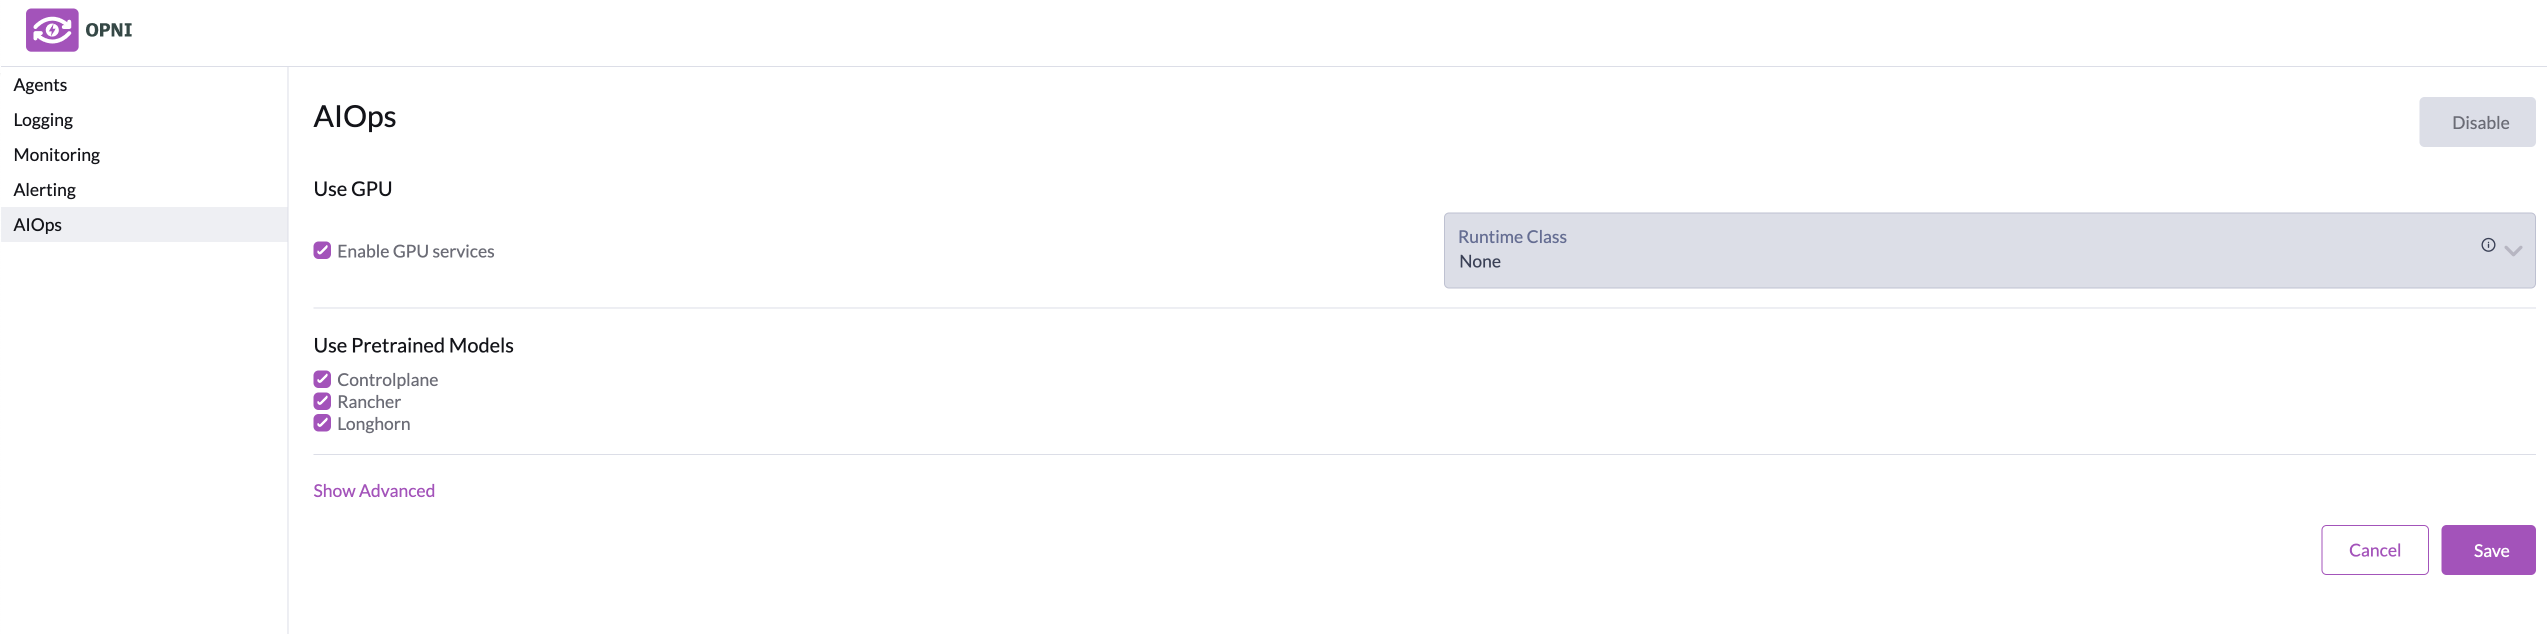 OPNI
Agents
Logging
Monitoring
Alerting
AIOps
AIOps
Disable
Use GPU
Enable GPU services
Runtime Class
None
Use Pretrained Models
Controlplane
Rancher
Longhorn
Show Advanced
Cancel
Save